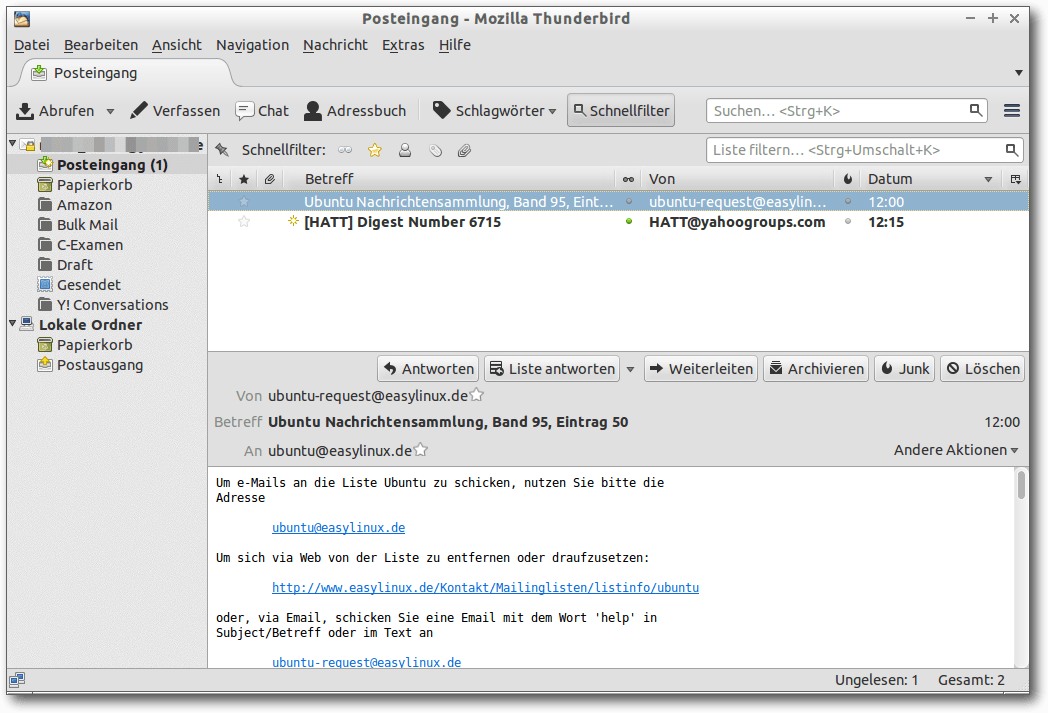 Posteingang - Mozilla Thunderbird
Datei Bearbeiten Ansicht Navigation Nachricht Extras Hilfe
Posteingang
Abrufen Verfassen Chat Adressbuch Schlagwörter Schnellfilter Suchen... <Strg+K>
Schnellfilter: Liste filtern... <Strg+Umschalt+K>
Posteingang (1)
Papierkorb
Amazon
Bulk Mail
C-Examen
Draft
Gesendet
Y! Conversations
Lokale Ordner
Papierkorb
Postausgang
Betreff Von Datum
Ubuntu Nachrichtensammlung, Band 95, Eint... ubuntu-request@easylin... 12:00
[HATT] Digest Number 6715 HATT@yahoogroups.com 12:15
Antworten Liste antworten Weiterleiten Archivieren Junk Löschen
Von ubuntu-request@easylinux.de
Betreff Ubuntu Nachrichtensammlung, Band 95, Eintrag 50 12:00
An ubuntu@easylinux.de Andere Aktionen
Um e-Mails an die Liste Ubuntu zu schicken, nutzen Sie bitte die
Adresse
ubuntu@easylinux.de
Um sich via Web von der Liste zu entfernen oder draufzusetzen:
http://www.easylinux.de/Kontakt/Mailinglisten/listinfo/ubuntu
oder, via Email, schicken Sie eine Email mit dem Wort 'help' in
Subject/Betreff oder im Text an
ubuntu-request@easylinux.de
Ungelesen: 1 Gesamt: 2